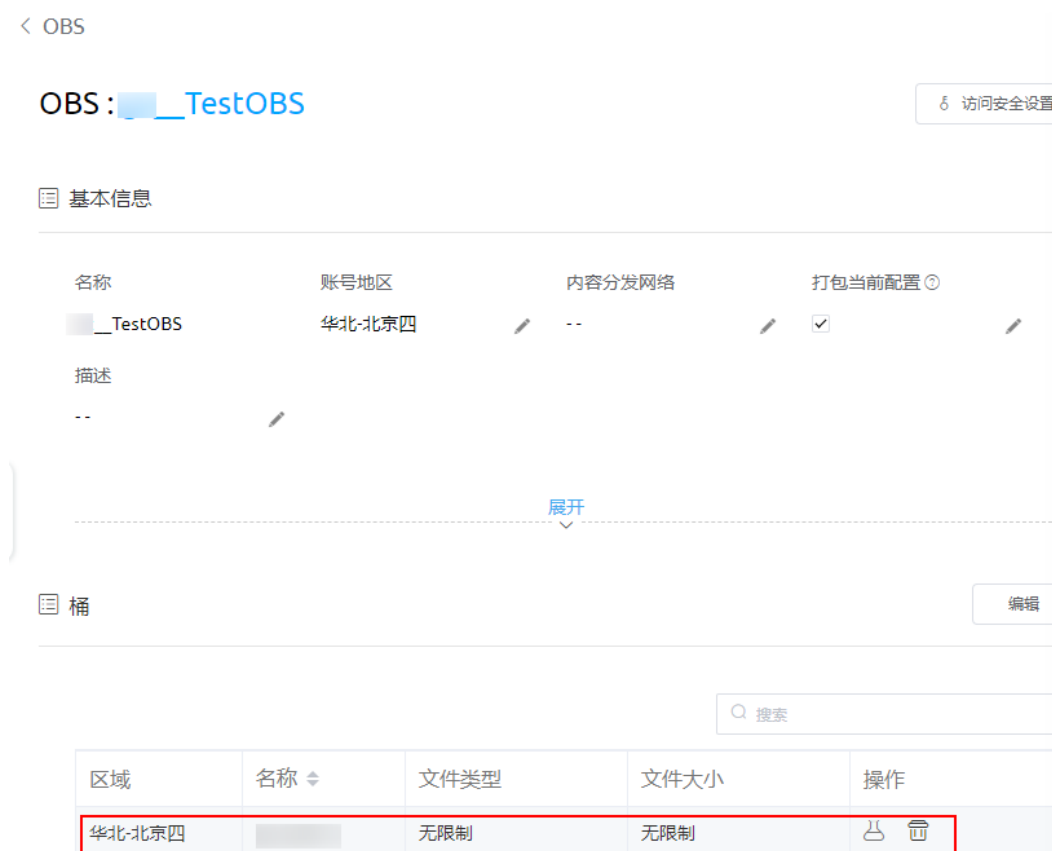 OBS
OBS : __TestOBS
访问安全设置
基本信息
名称 账号地区 内容分发网络 打包当前配置
__TestOBS 华北-北京四 - -
描述
- -
展开
桶
编辑
搜索
区域 名称 文件类型 文件大小 操作
华北-北京四 无限制 无限制